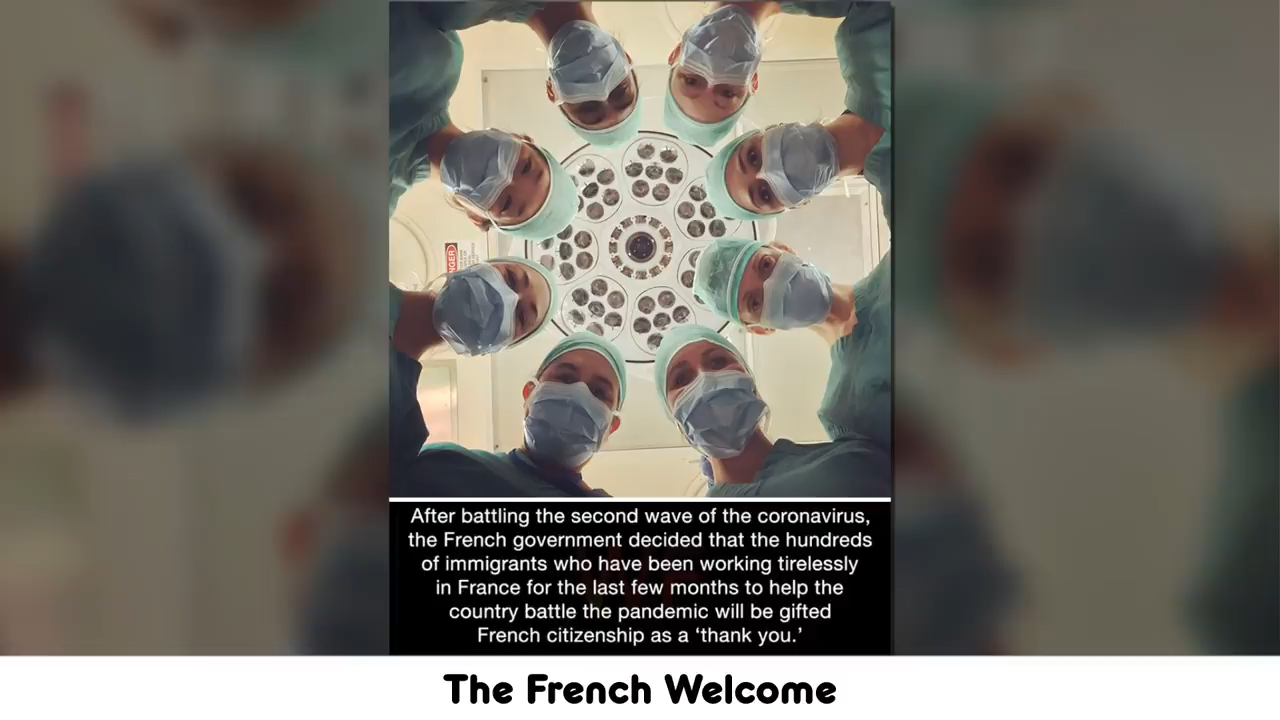 DANGER
After battling the second wave of the coronavirus,
the French government decided that the hundreds
of immigrants who have been working tirelessly
in France for the last few months to help the
country battle the pandemic will be gifted
French citizenship as a ‘thank you.’
The French Welcome